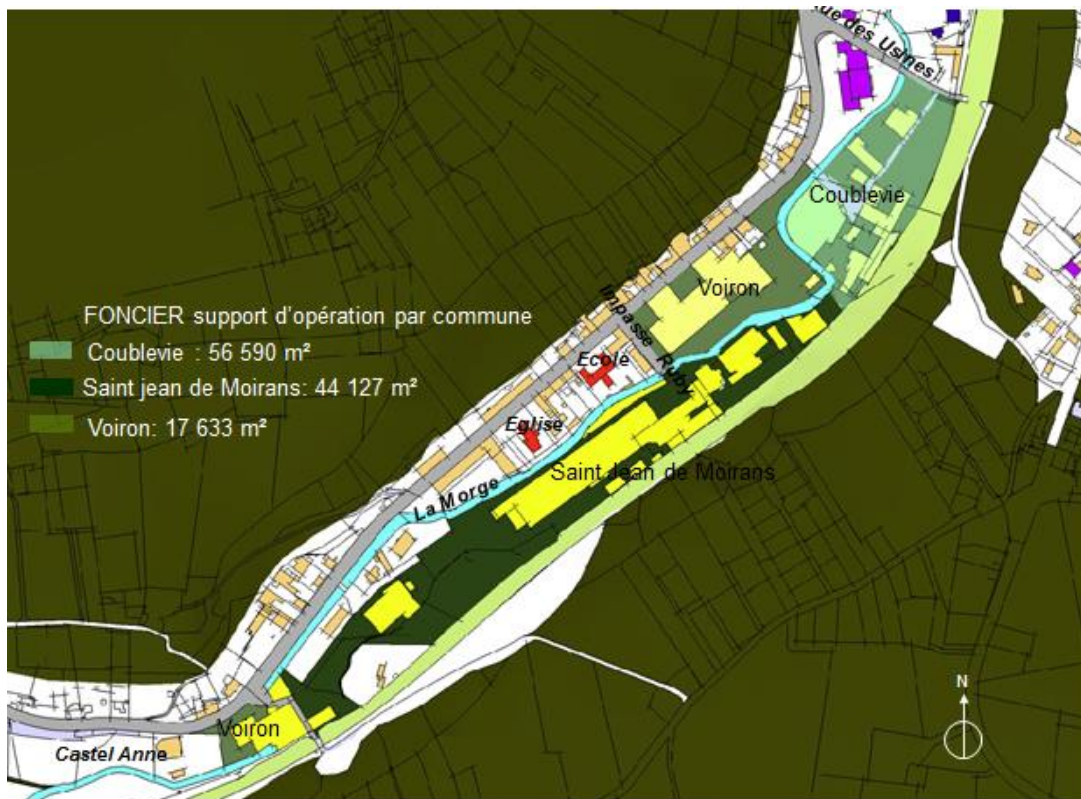 ue des Usines
Coublevie
Voiron
Impasse Ruby
FONCIER support d'opération par commune
Coublevie : 56 590 m²
Saint jean de Moirans: 44 127 m²
Voiron: 17 633 m²
Ecole
Eglise
Saint Jean de Moirans
La Morge
N
Voiron
Castel Anne